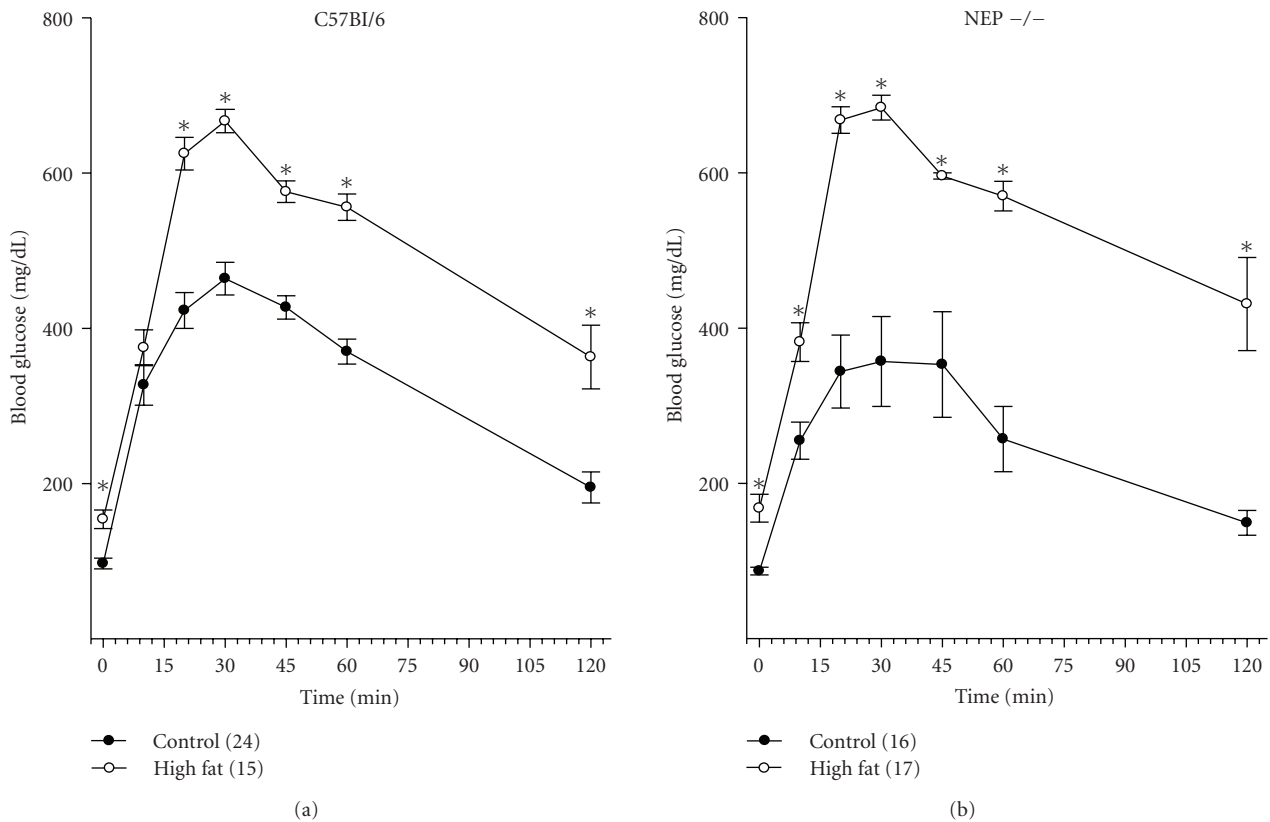 C57BI/6
800
600
400
200
Blood glucose (mg/dL)
* * * * * *
0 15 30 45 60 75 90 105 120
Time (min)
Control (24)
High fat (15)
(a)
NEP −/−
800
600
400
200
Blood glucose (mg/dL)
* * * * * * *
0 15 30 45 60 75 90 105 120
Time (min)
Control (16)
High fat (17)
(b)